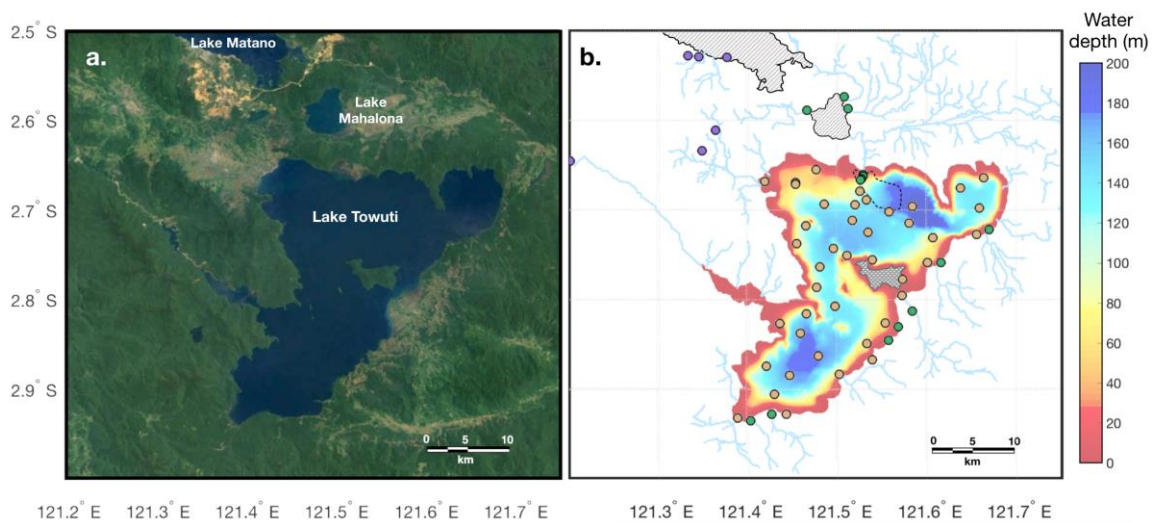 a.
Lake Matano
Lake
Mahalona
Lake Towuti
0 5 10
km
2.5° S
2.6° S
2.7° S
2.8° S
2.9° S
121.2° E 121.3° E 121.4° E 121.5° E 121.6° E 121.7° E
b.
0 5 10
km
121.3° E 121.4° E 121.5° E 121.6° E 121.7° E
Water
depth (m)
200
180
160
140
120
100
80
60
40
20
0